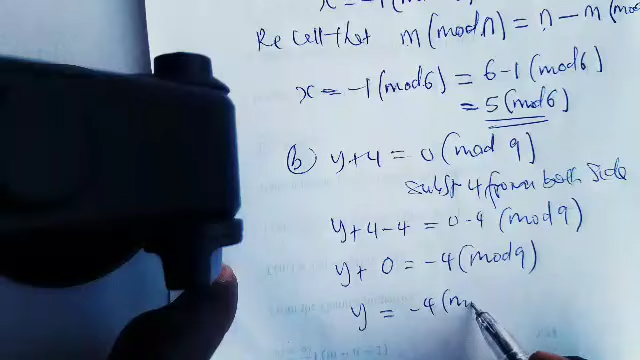 x = -1 (m
Recall that m (mod n) = n - m (mod
x = -1 (mod 6) = 6-1 (mod 6)
= 5 (mod 6)
(b) y+4 = 0 (mod 9)
Subst 4 from both side
y+4-4 = 0-4 (mod 9)
y+ 0 = -4 (mod 9)
y = -4 (m